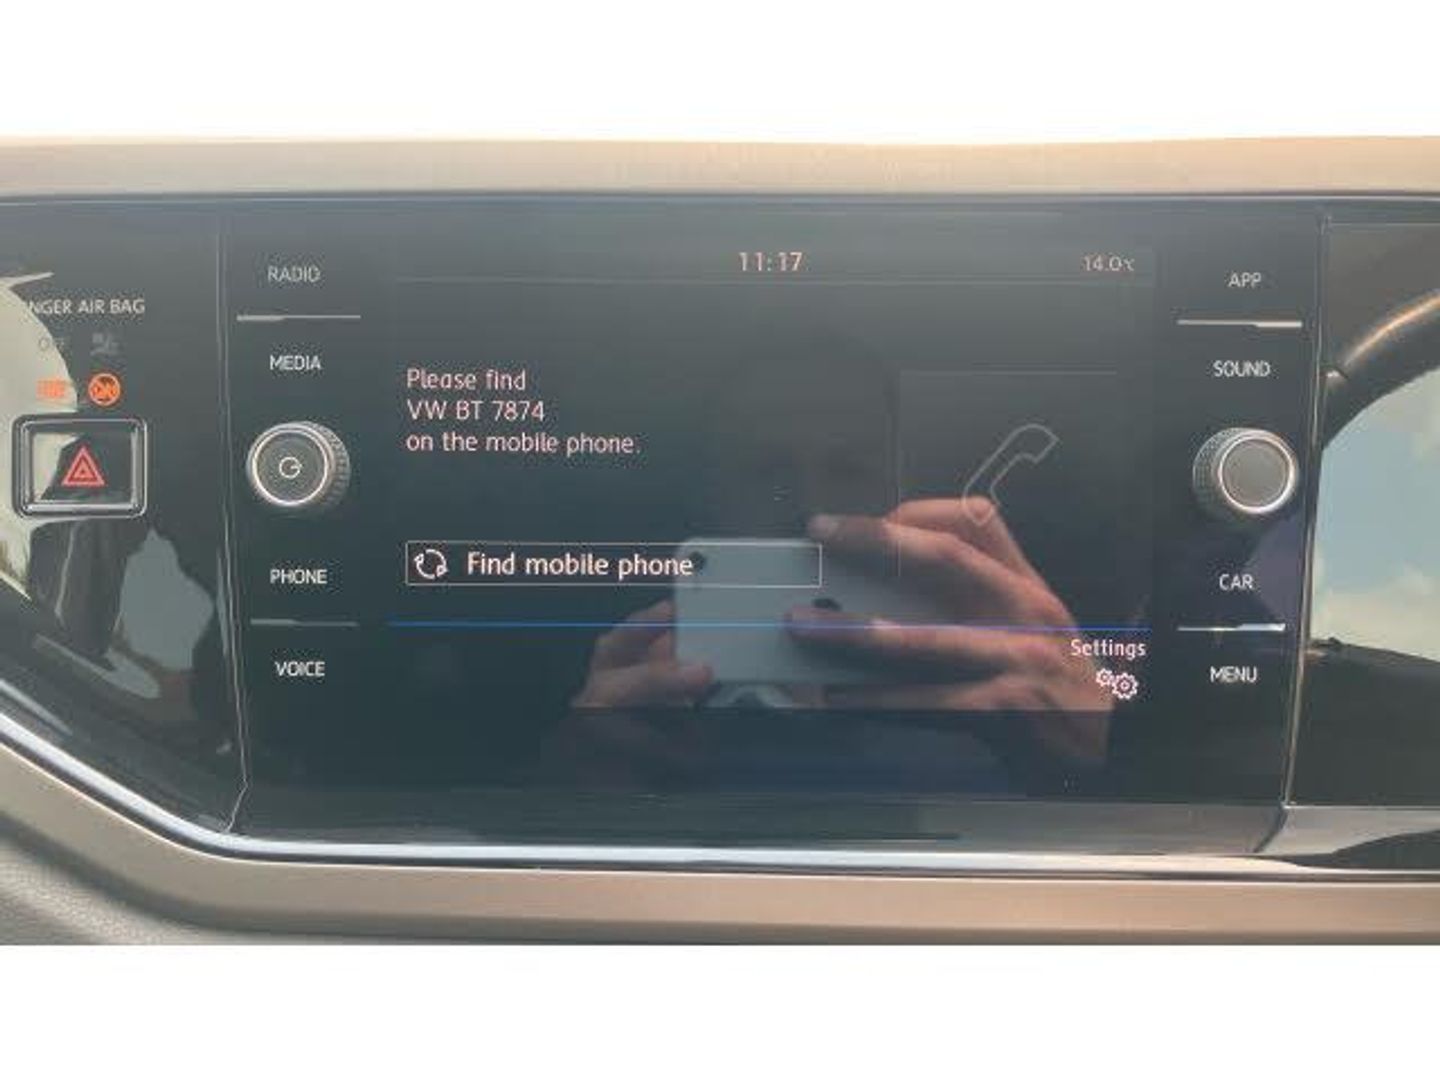 RADIO
11:17
14.0°C
APP
NGER AIR BAG
MEDIA
SOUND
Please find
VW BT 7874
on the mobile phone.
Find mobile phone
PHONE
CAR
Settings
VOICE
MENU